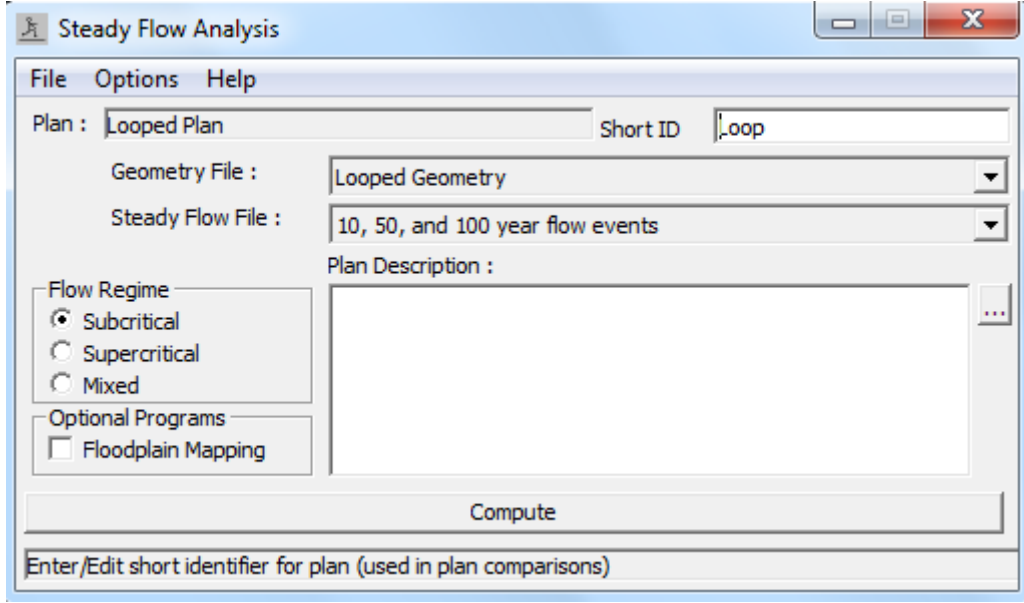 Steady Flow Analysis
File Options Help
Plan : Looped Plan Short ID Loop
Geometry File : Looped Geometry
Steady Flow File : 10, 50, and 100 year flow events
Plan Description :
Flow Regime
Subcritical
...
Supercritical
Mixed
Optional Programs
Floodplain Mapping
Compute
Enter/Edit short identifier for plan (used in plan comparisons)